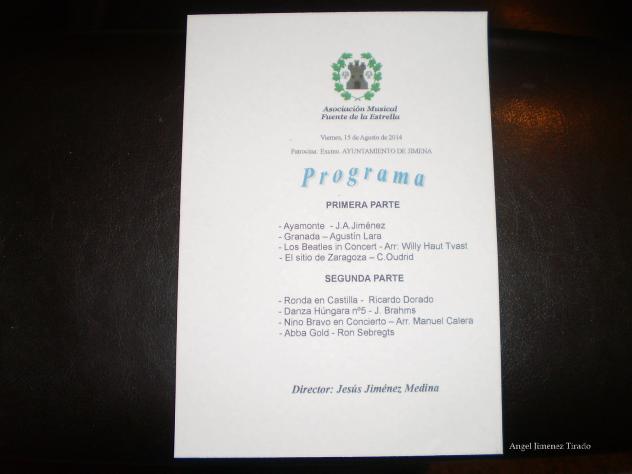 Asociación Musical
Fuente de la Estrella
Viernes, 15 de Agosto de 2014
Patrocina: Excmo. AYUNTAMIENTO DE JIMENA
Programa
PRIMERA PARTE
- Ayamonte - J.A.Jiménez
- Granada – Agustín Lara
- Los Beatles in Concert - Arr: Willy Haut Tvast
- El sitio de Zaragoza – C.Oudrid
SEGUNDA PARTE
- Ronda en Castilla - Ricardo Dorado
- Danza Húngara nº5 - J. Brahms
- Nino Bravo en Concierto – Arr. Manuel Calera
- Abba Gold - Ron Sebregts
Director: Jesús Jiménez Medina
Angel Jimenez Tirado